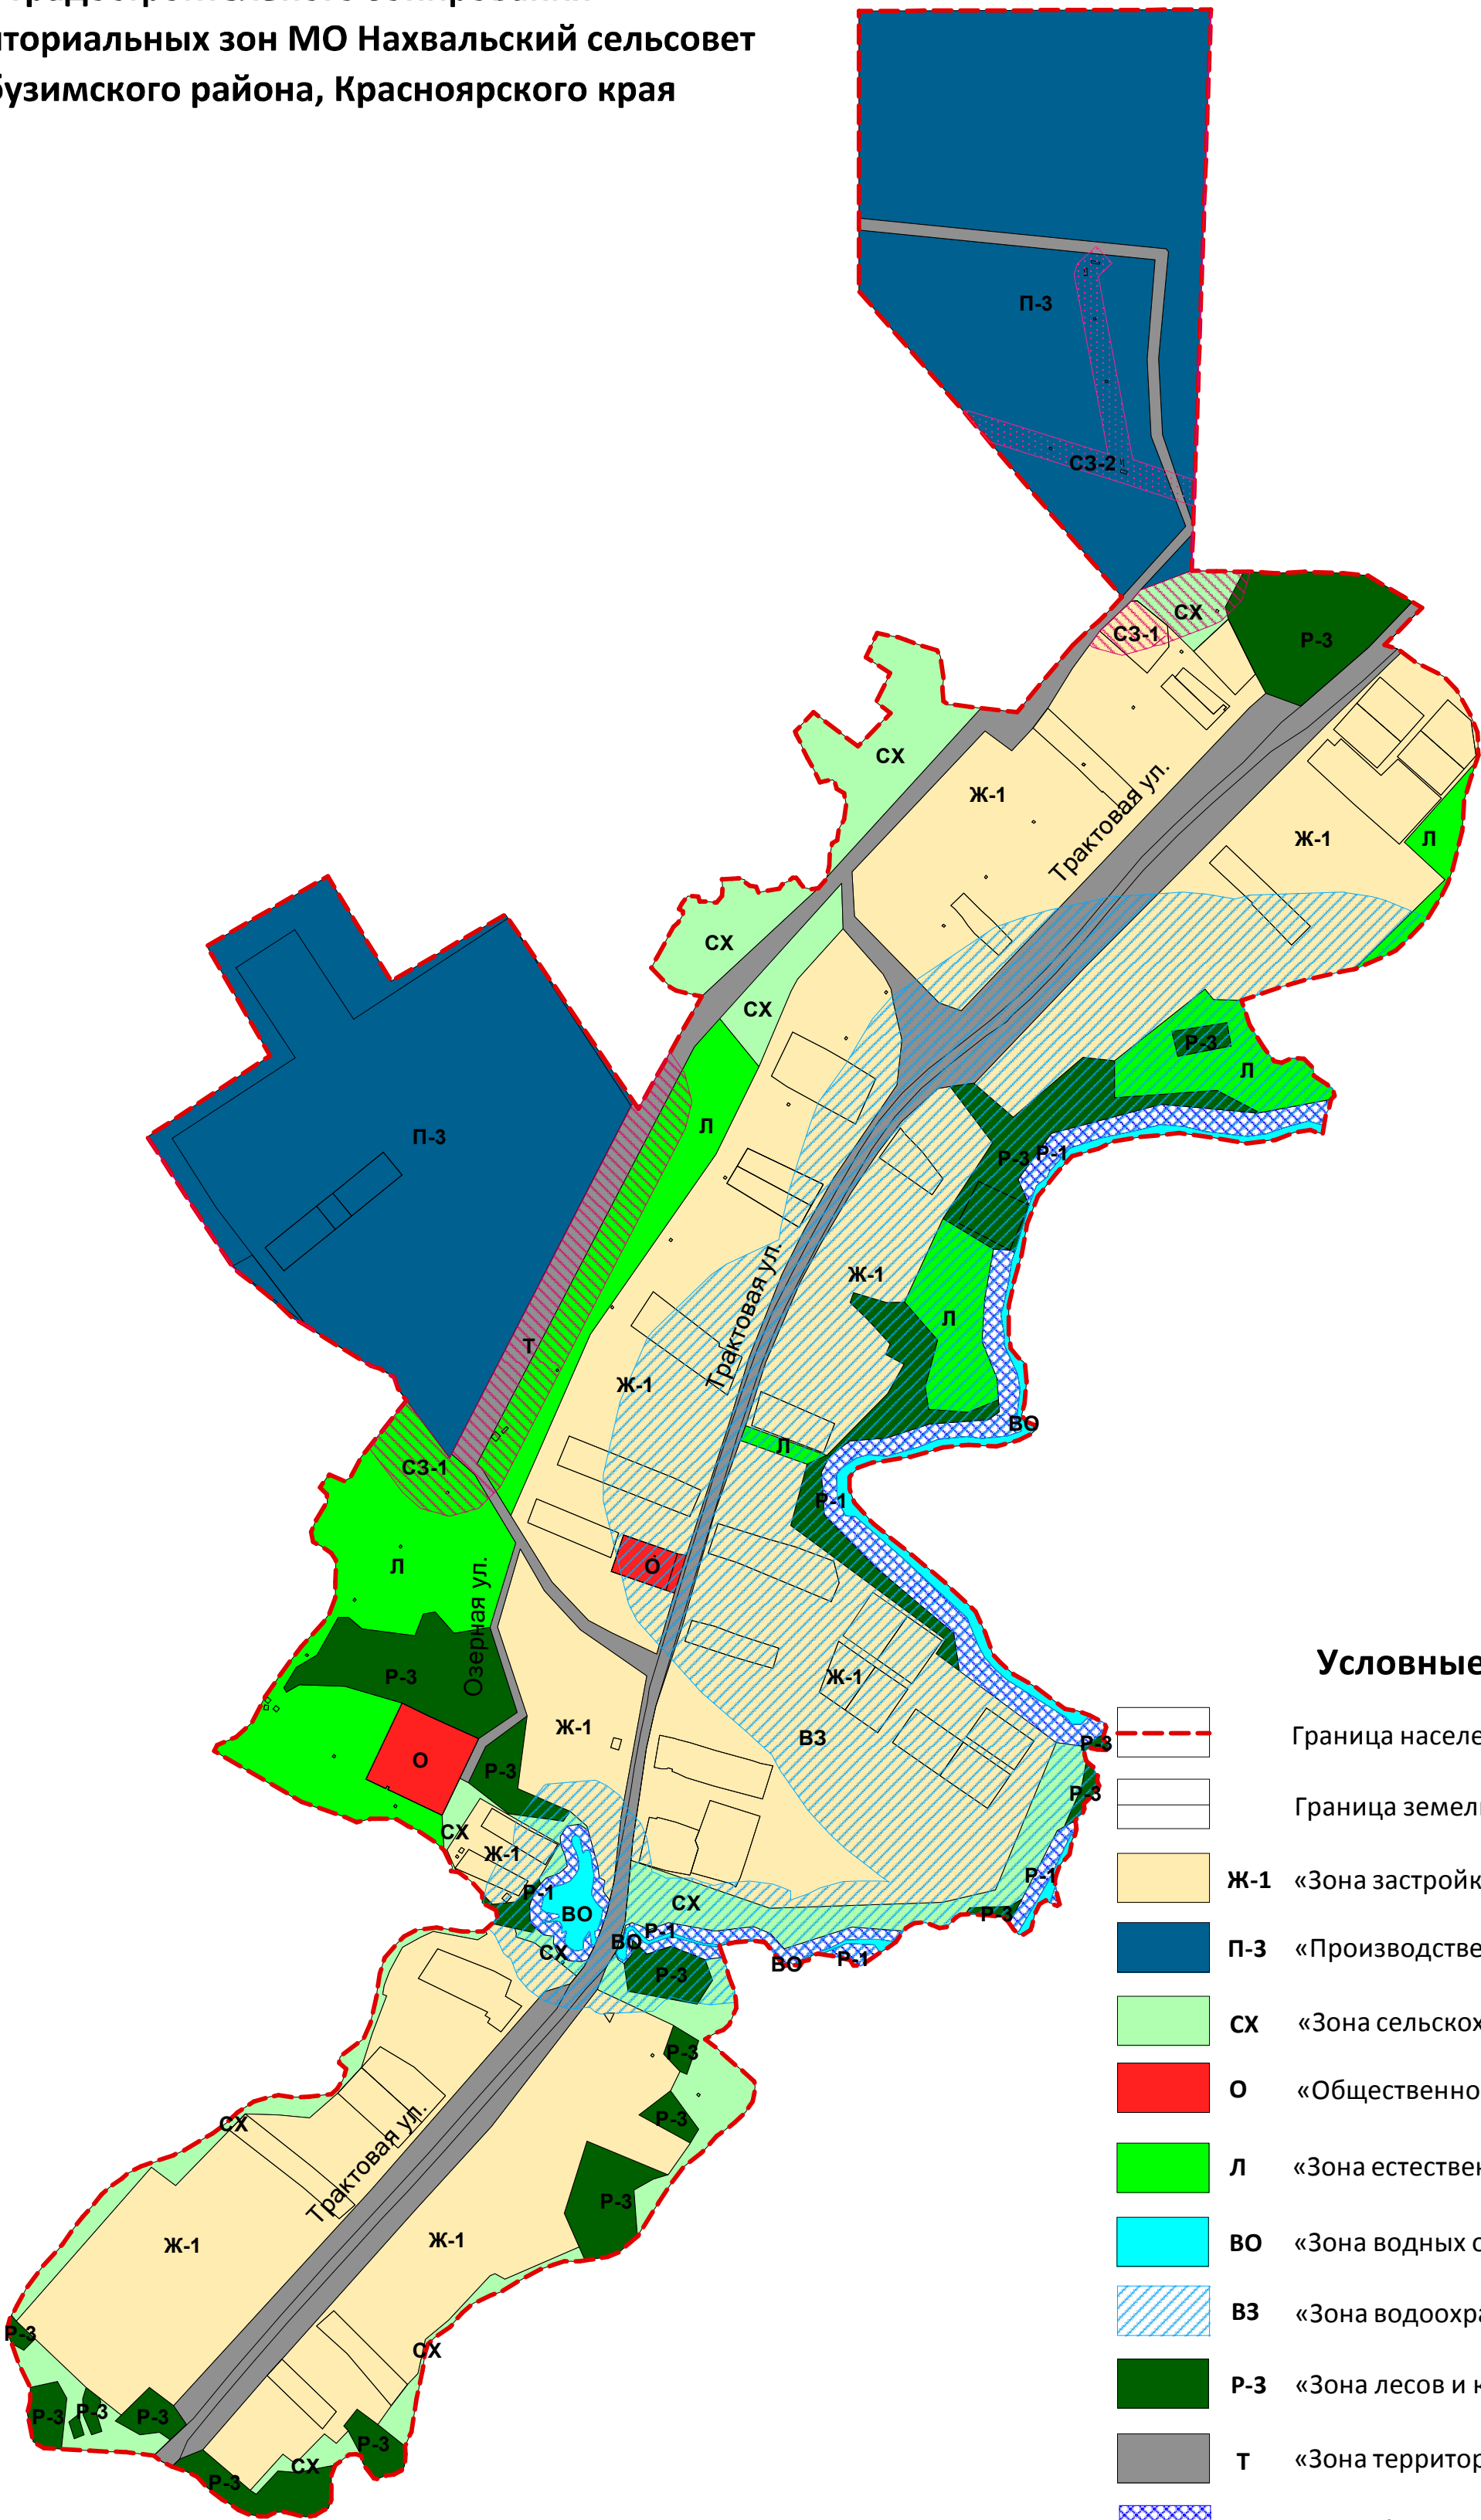 ториальных зон МО Нахвальский сельсовет
бузимского района, Красноярского края
П-3
СЗ-2
СХ
СЗ-1
Р-3
СХ
Ж-1
Трактовая ул.
Ж-1
Л
СХ
СХ
Р-3
Л
Л
П-3
Р-3
Р-1
Трактовая ул.
Ж-1
Л
Т
Ж-1
ВО
Л
СЗ-1
Р-1
Л
О
Озерная ул.
Р-3
Ж-1
Ж-1
ВЗ
Р-3
О
Р-3
Р-3
СХ
Ж-1
Р-1
Р-1
СХ
ВО
Р-3
ВО
Р-1
СХ
ВО
Р-1
Р-3
Р-3
Р-3
СХ
Трактовая ул.
Р-3
Ж-1
Ж-1
Р-3
СХ
Р-3
Р-3
Р-3
Р-3
СХ
Р-3
Условные
Граница населе
Граница земел
Ж-1 «Зона застройк
П-3 «Производстве
СХ «Зона сельскох
О «Общественно
Л «Зона естествен
ВО «Зона водных о
ВЗ «Зона водоохра
Р-3 «Зона лесов и к
Т «Зона территор